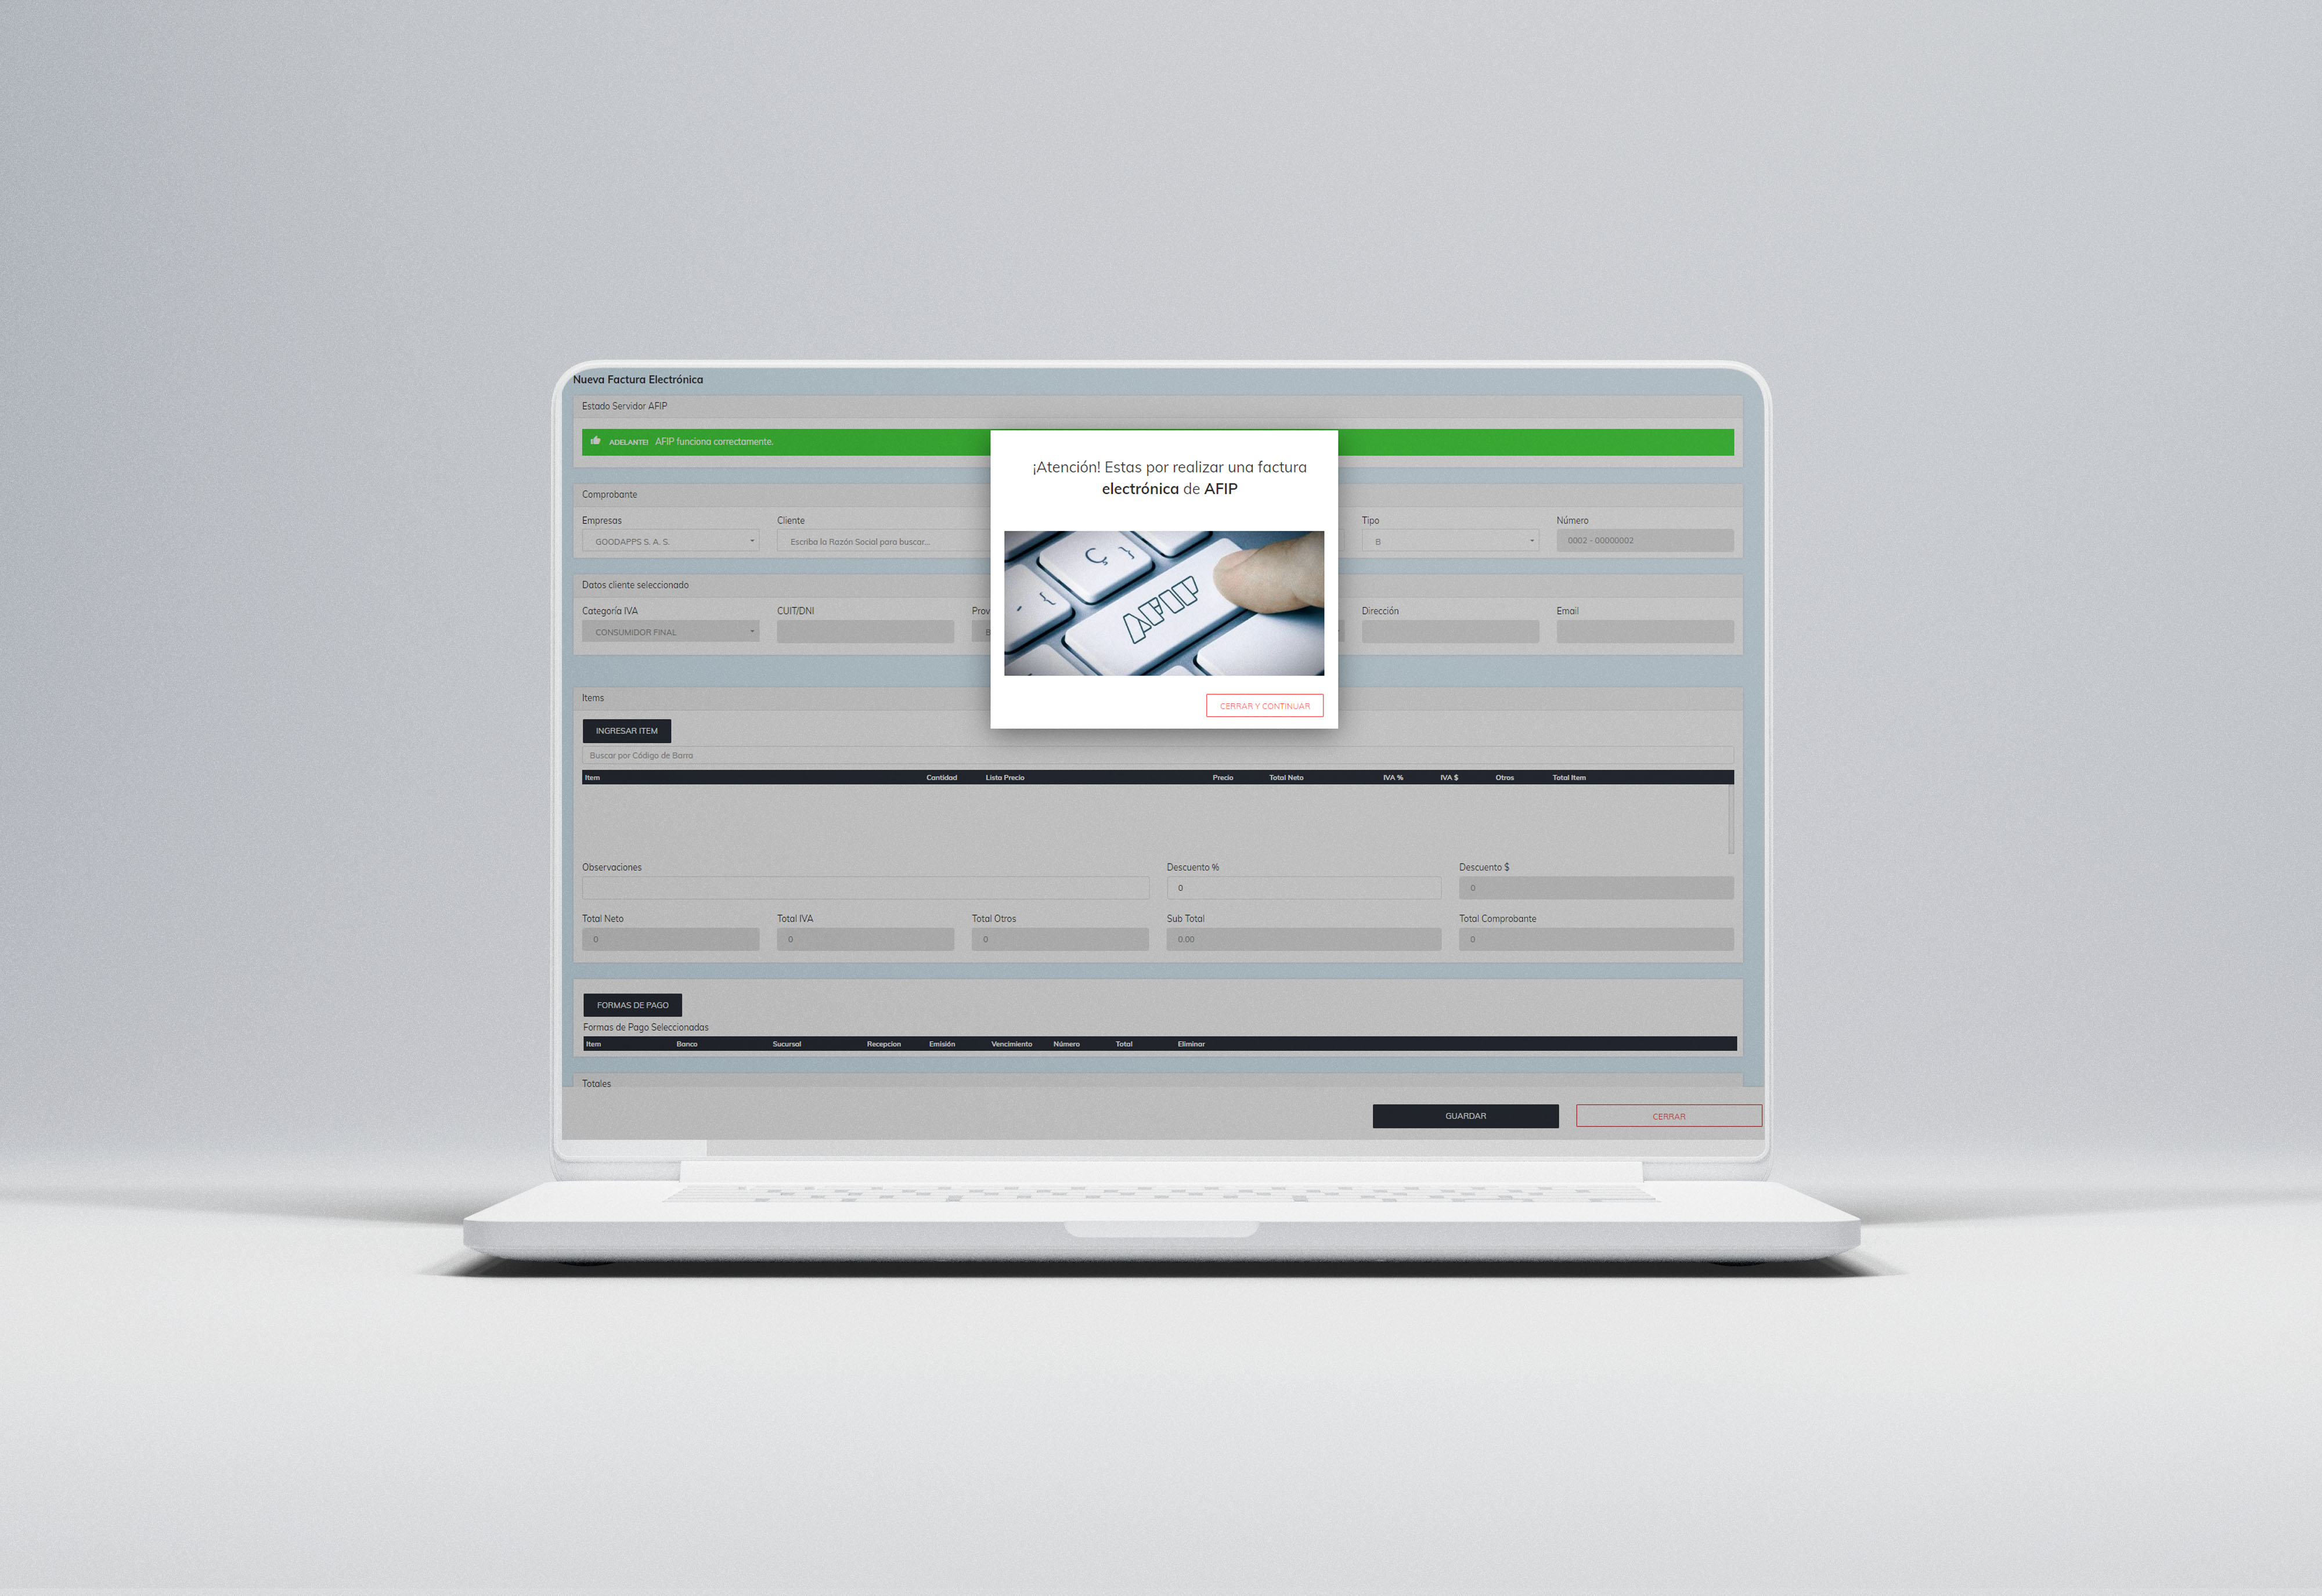 Nueva Factura Electrónica
Estado Servidor AFIP
ADELANTE! AFIP funciona correctamente.
¡Atención! Estas por realizar una factura
electrónica de AFIP
Ç }
´ {
AFIP
CERRAR Y CONTINUAR
Comprobante
Empresas Cliente Tipo Número
GOODAPPS S. A. S. Escriba la Razón Social para buscar... B 0002 - 00000002
Datos cliente seleccionado
Categoría IVA CUIT/DNI Prov Dirección Email
CONSUMIDOR FINAL B
Items
INGRESAR ITEM
Buscar por Código de Barra
Item Cantidad Lista Precio Precio Total Neto IVA % IVA $ Otros Total Item
Observaciones Descuento % Descuento $
0 0
Total Neto Total IVA Total Otros Sub Total Total Comprobante
0 0 0 0.00 0
FORMAS DE PAGO
Formas de Pago Seleccionadas
Item Banco Sucursal Recepcion Emisión Vencimiento Número Total Eliminar
Totales
GUARDAR CERRAR